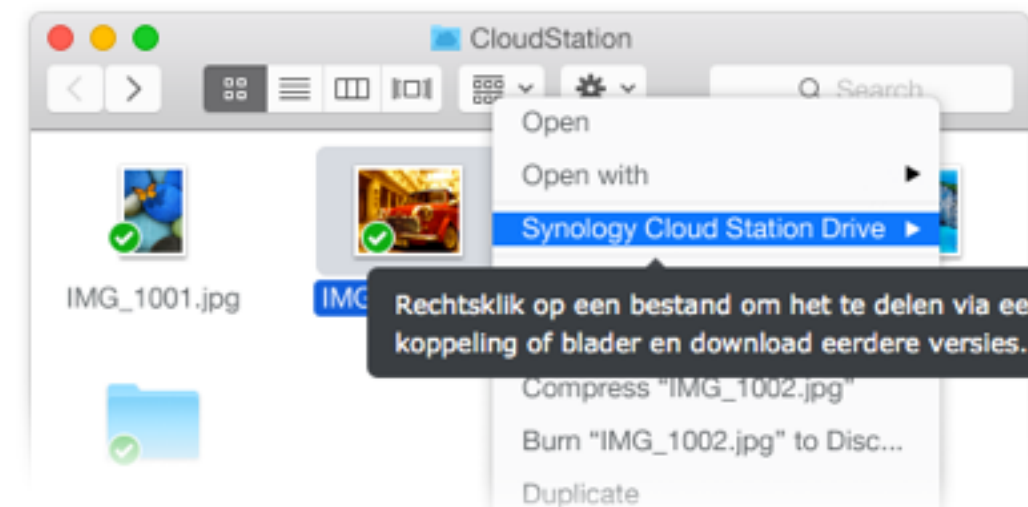 CloudStation
Search
Open
Open with
Synology Cloud Station Drive
IMG_1001.jpg
IMG
Rechtsklik op een bestand om het te delen via ee
koppeling of blader en download eerdere versies.
Compress "IMG_1002.jpg"
Burn "IMG_1002.jpg" to Disc...
Duplicate